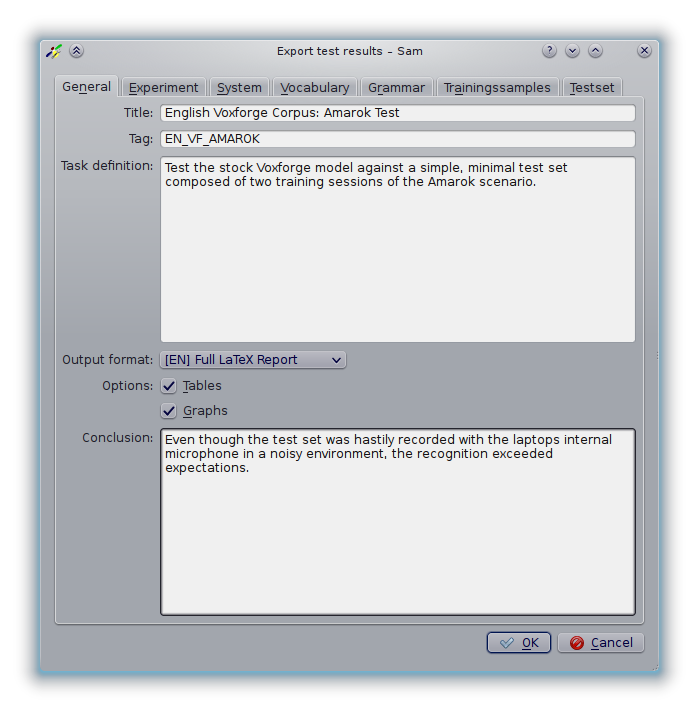 Export test results – Sam
General Experiment System Vocabulary Grammar Trainingssamples Testset
Title: English Voxforge Corpus: Amarok Test
Tag: EN_VF_AMAROK
Task definition: Test the stock Voxforge model against a simple, minimal test set
composed of two training sessions of the Amarok scenario.
Output format: [EN] Full LaTeX Report
Options: Tables
Graphs
Conclusion: Even though the test set was hastily recorded with the laptops internal
microphone in a noisy environment, the recognition exceeded
expectations.
OK Cancel